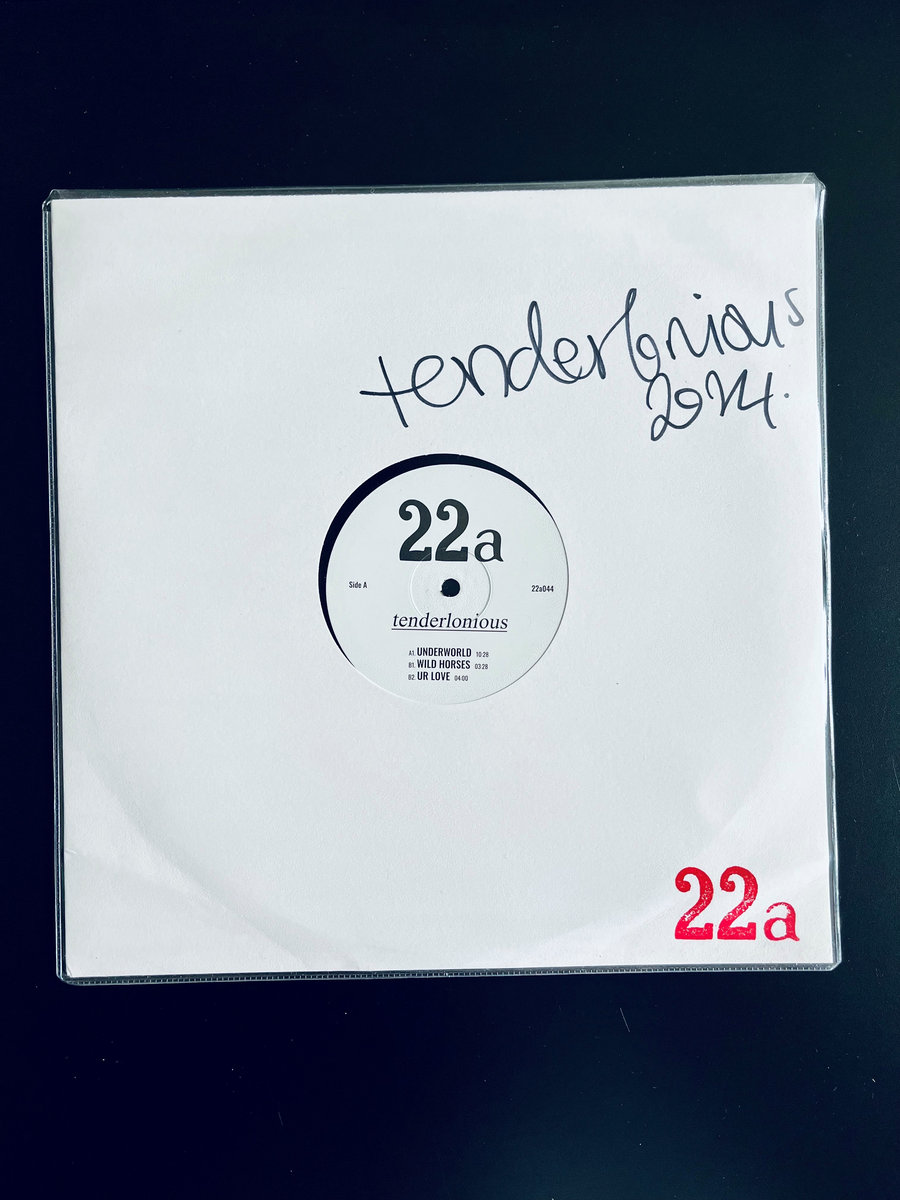 tenderlonious
2024.
22a
Side A
22a044
tenderlonious
A1. UNDERWORLD 10:28
B1. WILD HORSES 03:28
B2. UR LOVE 04:00
22a